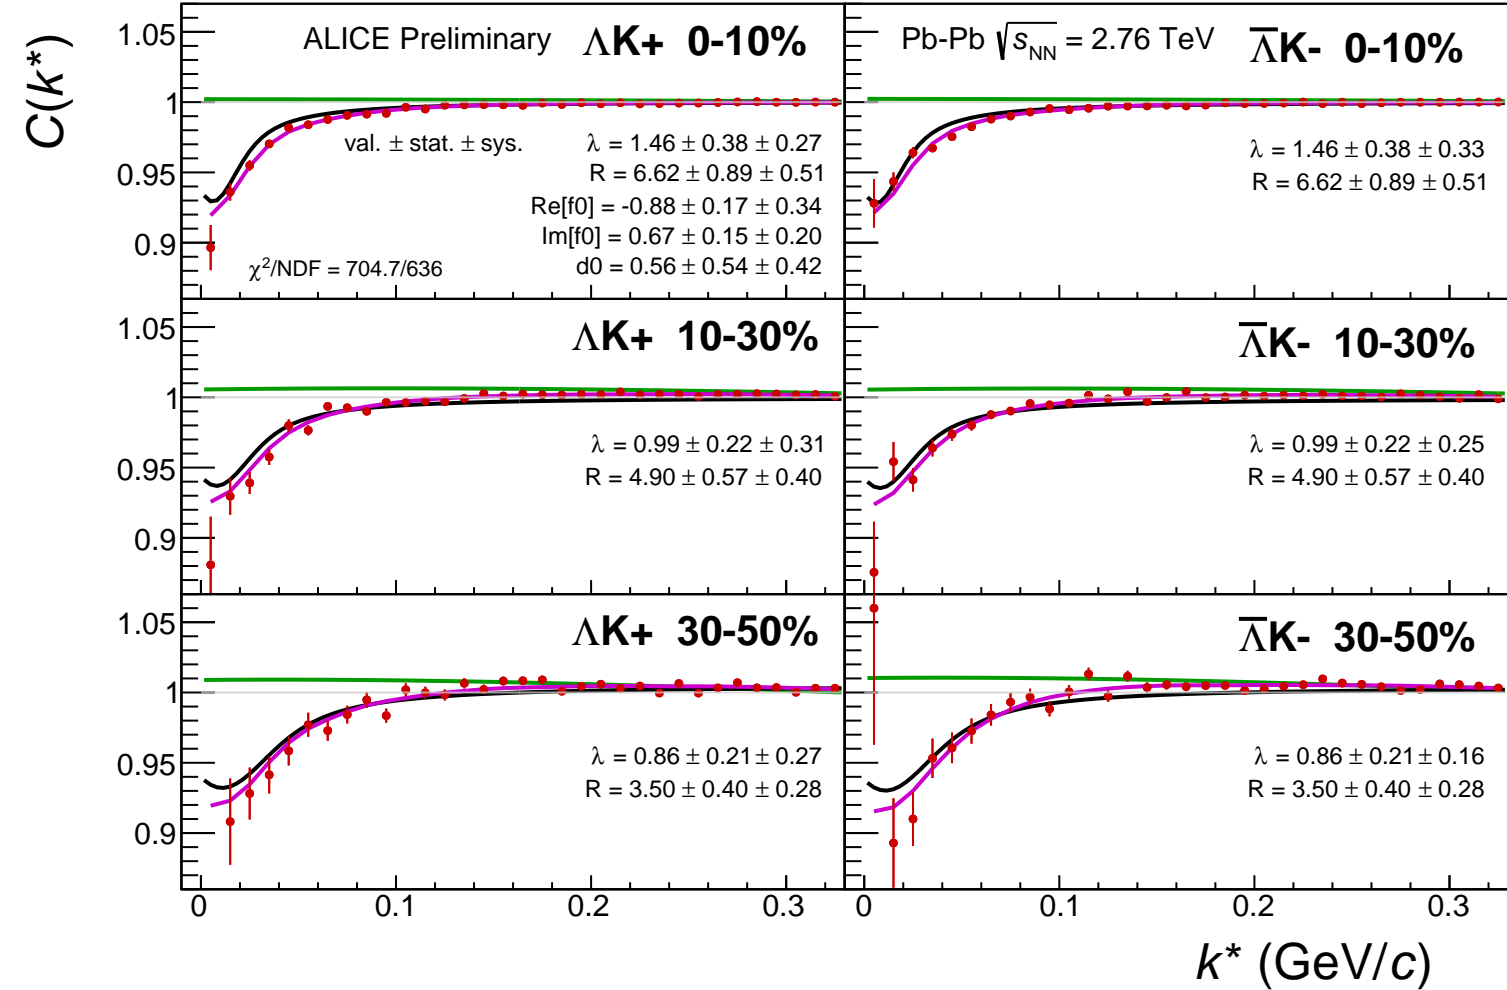 C(k*)
ALICE Preliminary ΛK+ 0-10%
val. ± stat. ± sys.
λ = 1.46 ± 0.38 ± 0.27
R = 6.62 ± 0.89 ± 0.51
Re[f0] = -0.88 ± 0.17 ± 0.34
Im[f0] = 0.67 ± 0.15 ± 0.20
d0 = 0.56 ± 0.54 ± 0.42
χ²/NDF = 704.7/636
1.05
1
0.95
0.9
Pb-Pb √sNN = 2.76 TeV Λ̅K- 0-10%
λ = 1.46 ± 0.38 ± 0.33
R = 6.62 ± 0.89 ± 0.51
ΛK+ 10-30%
λ = 0.99 ± 0.22 ± 0.31
R = 4.90 ± 0.57 ± 0.40
1.05
1
0.95
0.9
Λ̅K- 10-30%
λ = 0.99 ± 0.22 ± 0.25
R = 4.90 ± 0.57 ± 0.40
ΛK+ 30-50%
λ = 0.86 ± 0.21 ± 0.27
R = 3.50 ± 0.40 ± 0.28
1.05
1
0.95
0.9
Λ̅K- 30-50%
λ = 0.86 ± 0.21 ± 0.16
R = 3.50 ± 0.40 ± 0.28
0 0.1 0.2 0.3
0 0.1 0.2 0.3
k* (GeV/c)